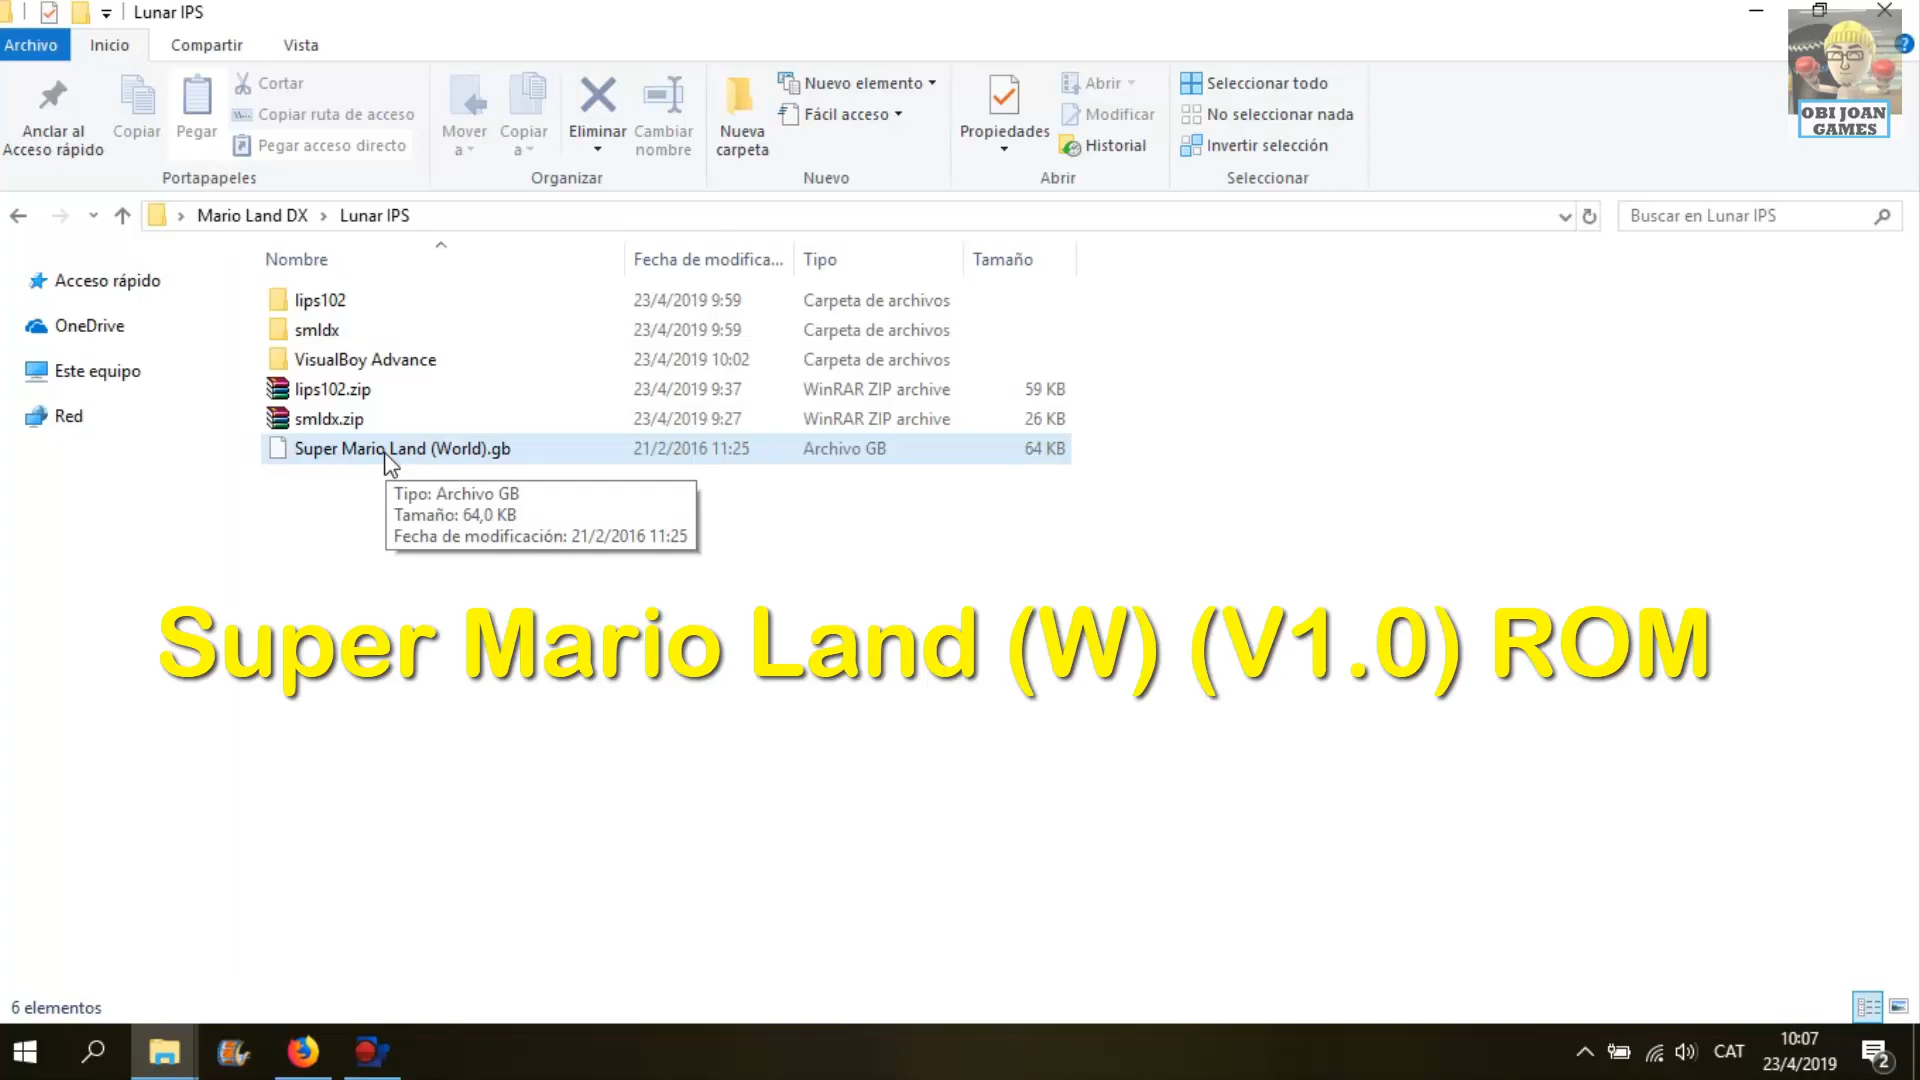 Lunar IPS
Archivo Inicio Compartir Vista
Anclar al Acceso rápido
Copiar
Pegar
Cortar
Copiar ruta de acceso
Pegar acceso directo
Portapapeles
Mover a
Copiar a
Eliminar
Cambiar nombre
Organizar
Nueva carpeta
Nuevo elemento
Fácil acceso
Nuevo
Propiedades
Abrir
Modificar
Historial
Abrir
Seleccionar todo
No seleccionar nada
Invertir selección
Seleccionar
OBI JOAN
GAMES
Mario Land DX > Lunar IPS
Buscar en Lunar IPS
Acceso rápido
OneDrive
Este equipo
Red
Nombre Fecha de modifica... Tipo Tamaño
lips102 23/4/2019 9:59 Carpeta de archivos
smldx 23/4/2019 9:59 Carpeta de archivos
VisualBoy Advance 23/4/2019 10:02 Carpeta de archivos
lips102.zip 23/4/2019 9:37 WinRAR ZIP archive 59 KB
smldx.zip 23/4/2019 9:27 WinRAR ZIP archive 26 KB
Super Mario Land (World).gb 21/2/2016 11:25 Archivo GB 64 KB
Tipo: Archivo GB
Tamaño: 64,0 KB
Fecha de modificación: 21/2/2016 11:25
Super Mario Land (W) (V1.0) ROM
6 elementos
CAT
10:07
23/4/2019
2